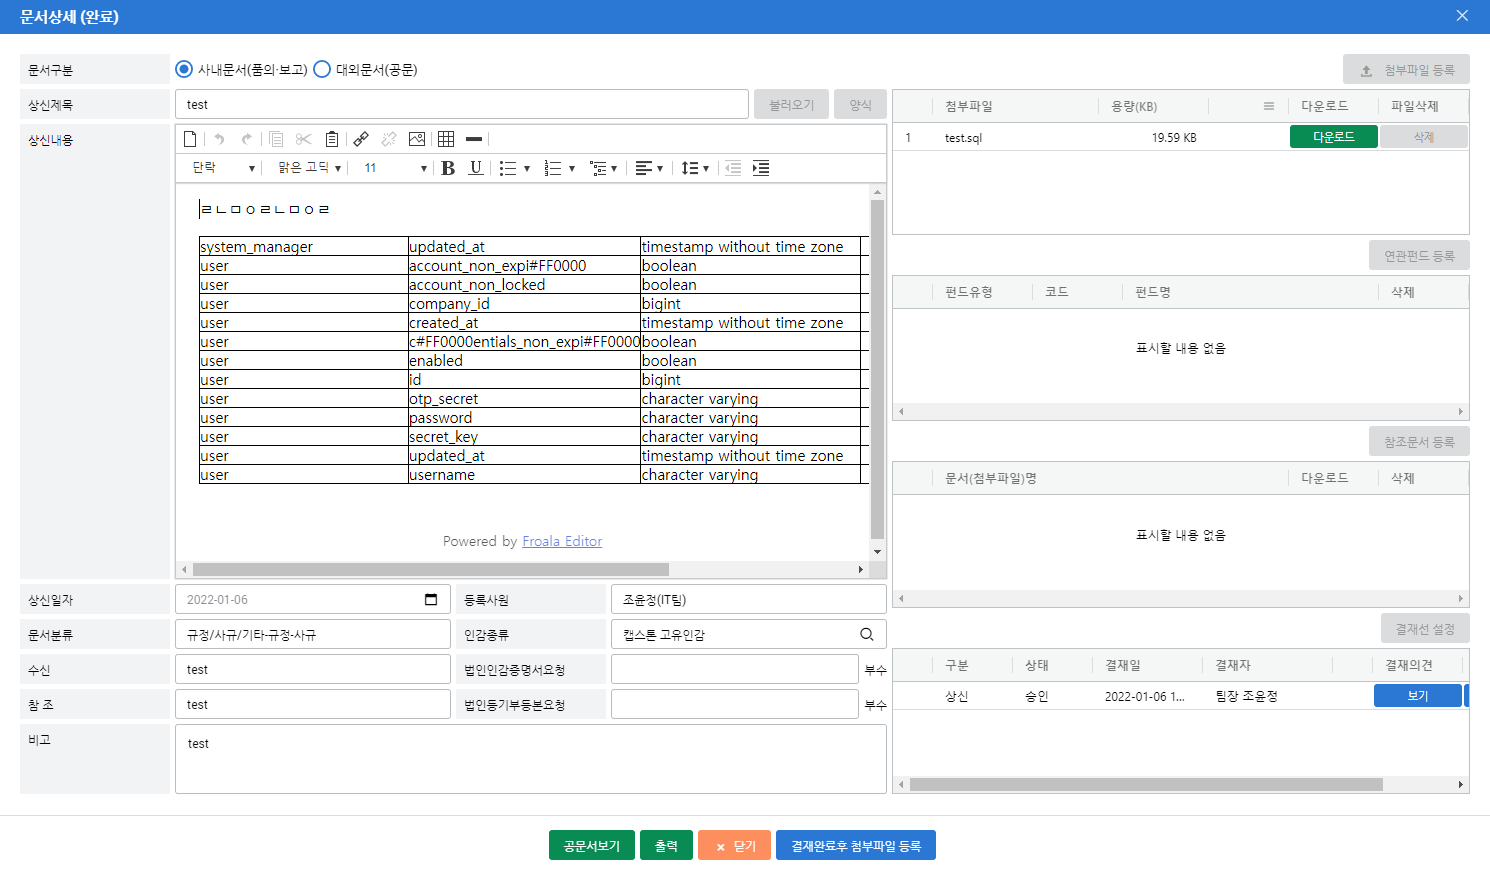 문서상세 (완료)
문서구분
사내문서(품의·보고) 대외문서(공문)
첨부파일 등록
상신제목
test
불러오기 양식
첨부파일 용량(KB) 다운로드 파일삭제
1 test.sql 19.59 KB 다운로드 삭제
상신내용
단락 맑은 고딕 11 B U
ㄹㄴㅁㅇㄹㄴㅁㅇㄹ
system_manager updated_at timestamp without time zone
user account_non_expi#FF0000 boolean
user account_non_locked boolean
user company_id bigint
user created_at timestamp without time zone
user c#FF0000entials_non_expi#FF0000 boolean
user enabled boolean
user id bigint
user otp_secret character varying
user password character varying
user secret_key character varying
user updated_at timestamp without time zone
user username character varying
Powered by Froala Editor
연관펀드 등록
펀드유형 코드 펀드명 삭제
표시할 내용 없음
참조문서 등록
문서(첨부파일)명 다운로드 삭제
표시할 내용 없음
상신일자 2022-01-06 등록사원 조윤정(IT팀)
문서분류 규정/사규/기타-규정-사규 인감종류 캡스톤 고유인감
수신 test 법인인감증명서요청 부수
참 조 test 법인등기부등본요청 부수
비고 test
결재선 설정
구분 상태 결재일 결재자 결재의견
상신 승인 2022-01-06 1... 팀장 조윤정 보기
공문서보기 출력 × 닫기 결재완료후 첨부파일 등록